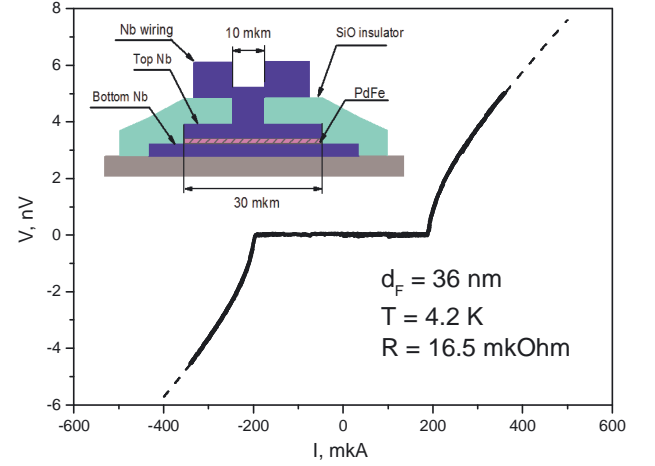 8
6
4
2
0
-2
-4
-6
V, nV
-600
-400
-200
0
200
400
600
I, mkA
10 mkm
Nb wiring
SiO insulator
Top Nb
PdFe
Bottom Nb
30 mkm
d_F = 36 nm
T = 4.2 K
R = 16.5 mkOhm